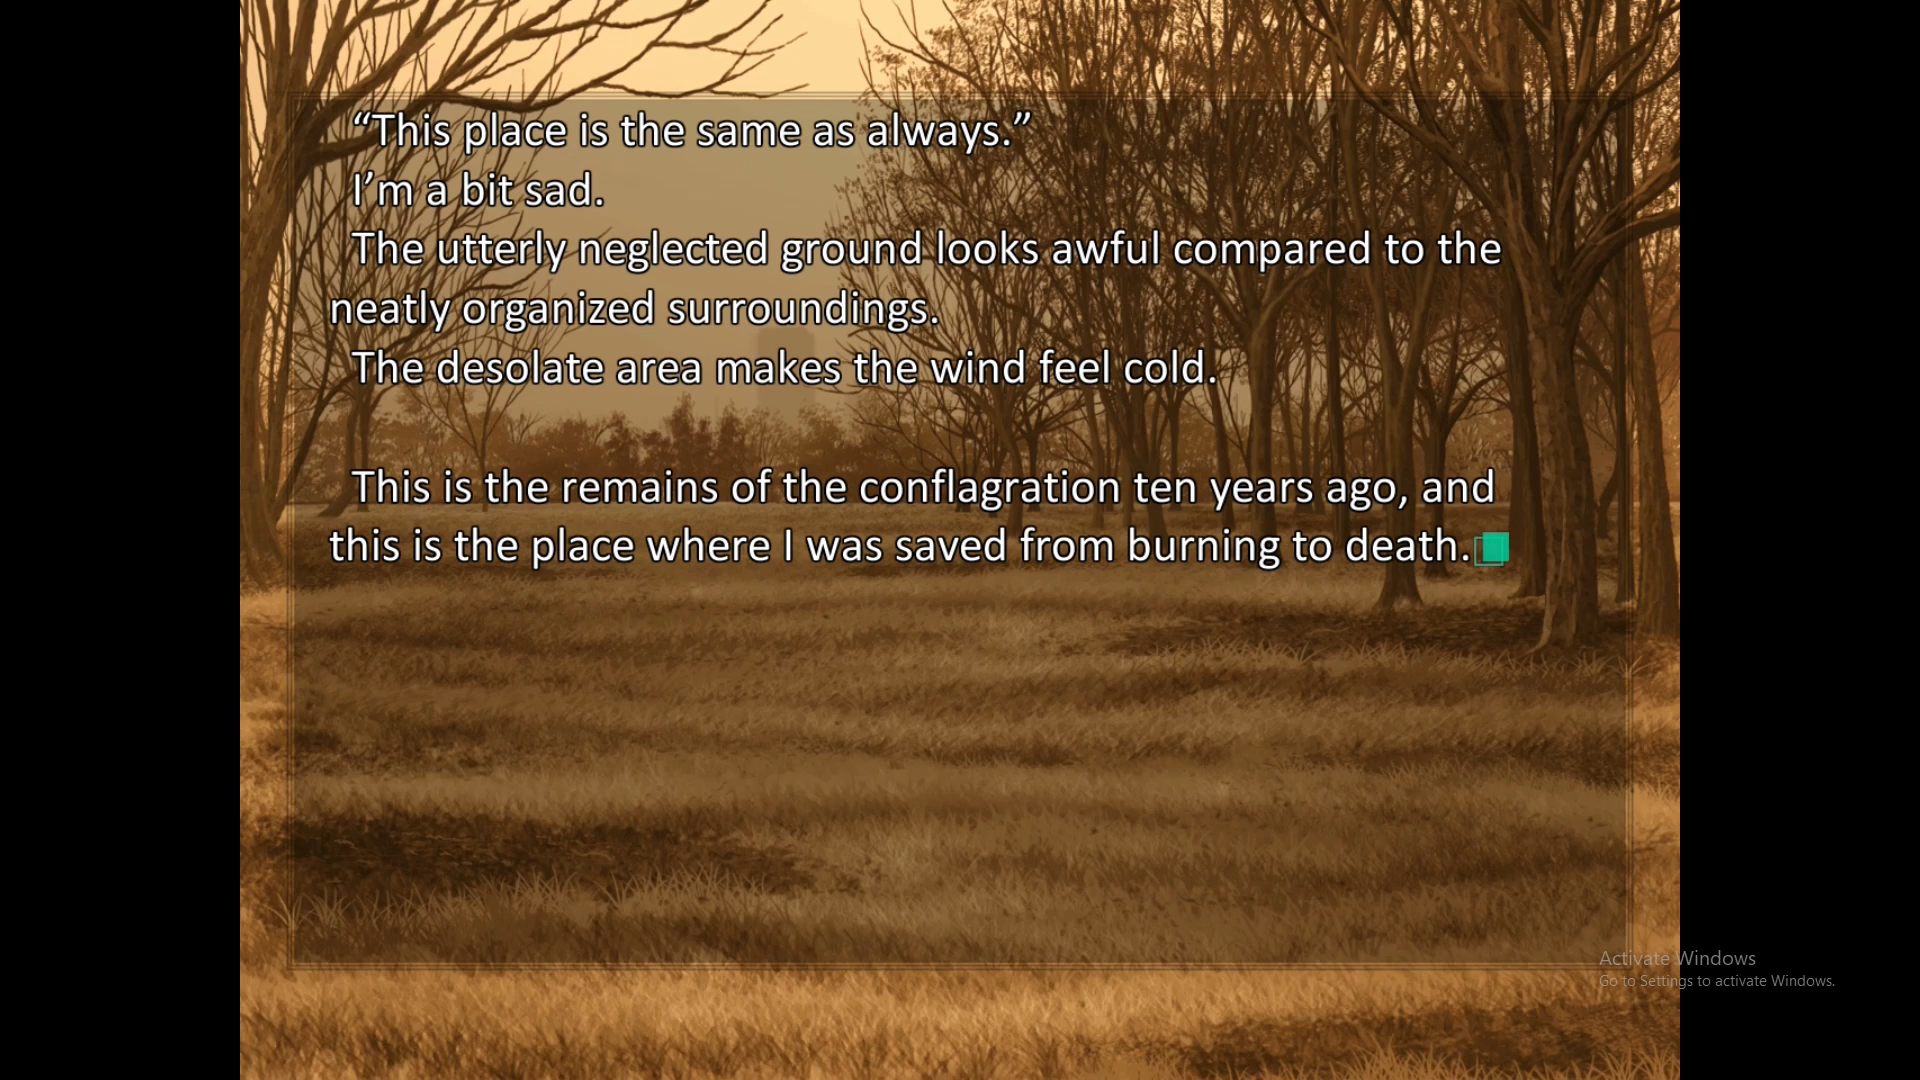 “This place is the same as always.”
I’m a bit sad.
The utterly neglected ground looks awful compared to the
neatly organized surroundings.
The desolate area makes the wind feel cold.
This is the remains of the conflagration ten years ago, and
this is the place where I was saved from burning to death.
Activate Windows
Go to Settings to activate Windows.